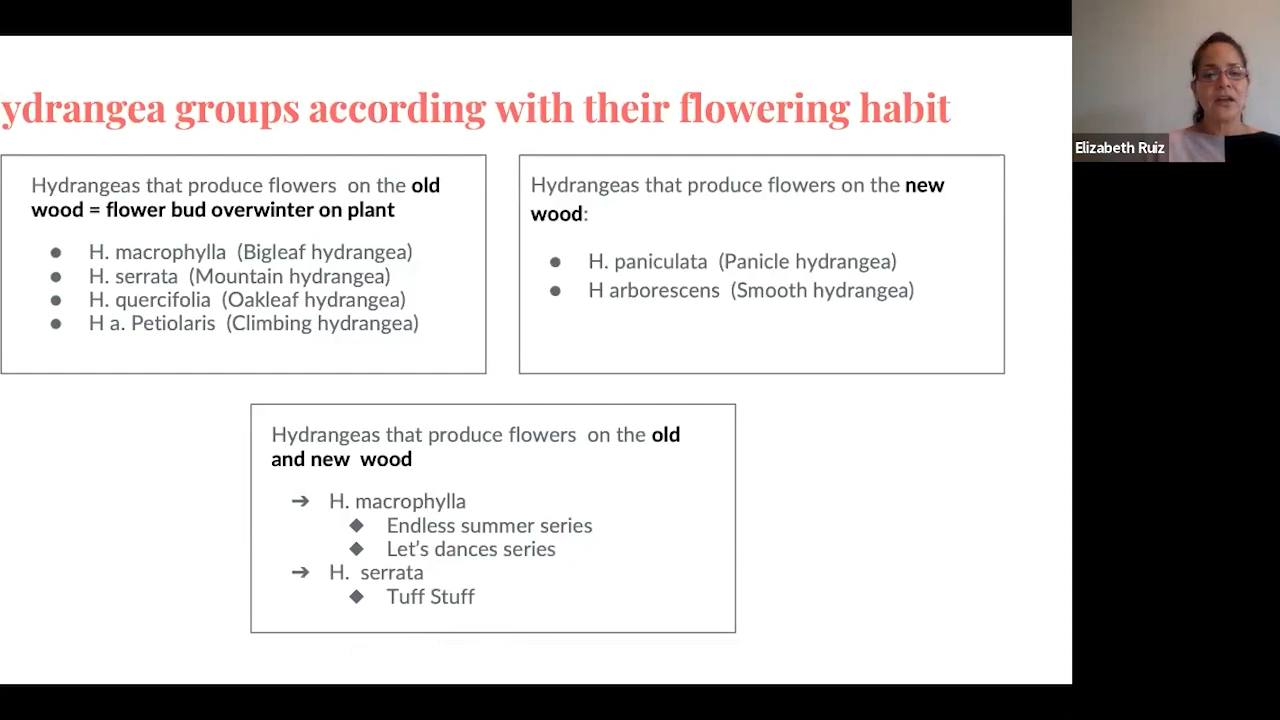 ydrangea groups according with their flowering habit
Hydrangeas that produce flowers on the old
wood = flower bud overwinter on plant
● H. macrophylla (Bigleaf hydrangea)
● H. serrata (Mountain hydrangea)
● H. quercifolia (Oakleaf hydrangea)
● H a. Petiolaris (Climbing hydrangea)
Hydrangeas that produce flowers on the new
wood:
● H. paniculata (Panicle hydrangea)
● H arborescens (Smooth hydrangea)
Hydrangeas that produce flowers on the old
and new wood
➔ H. macrophylla
◆ Endless summer series
◆ Let's dances series
➔ H. serrata
◆ Tuff Stuff
Elizabeth Ruiz